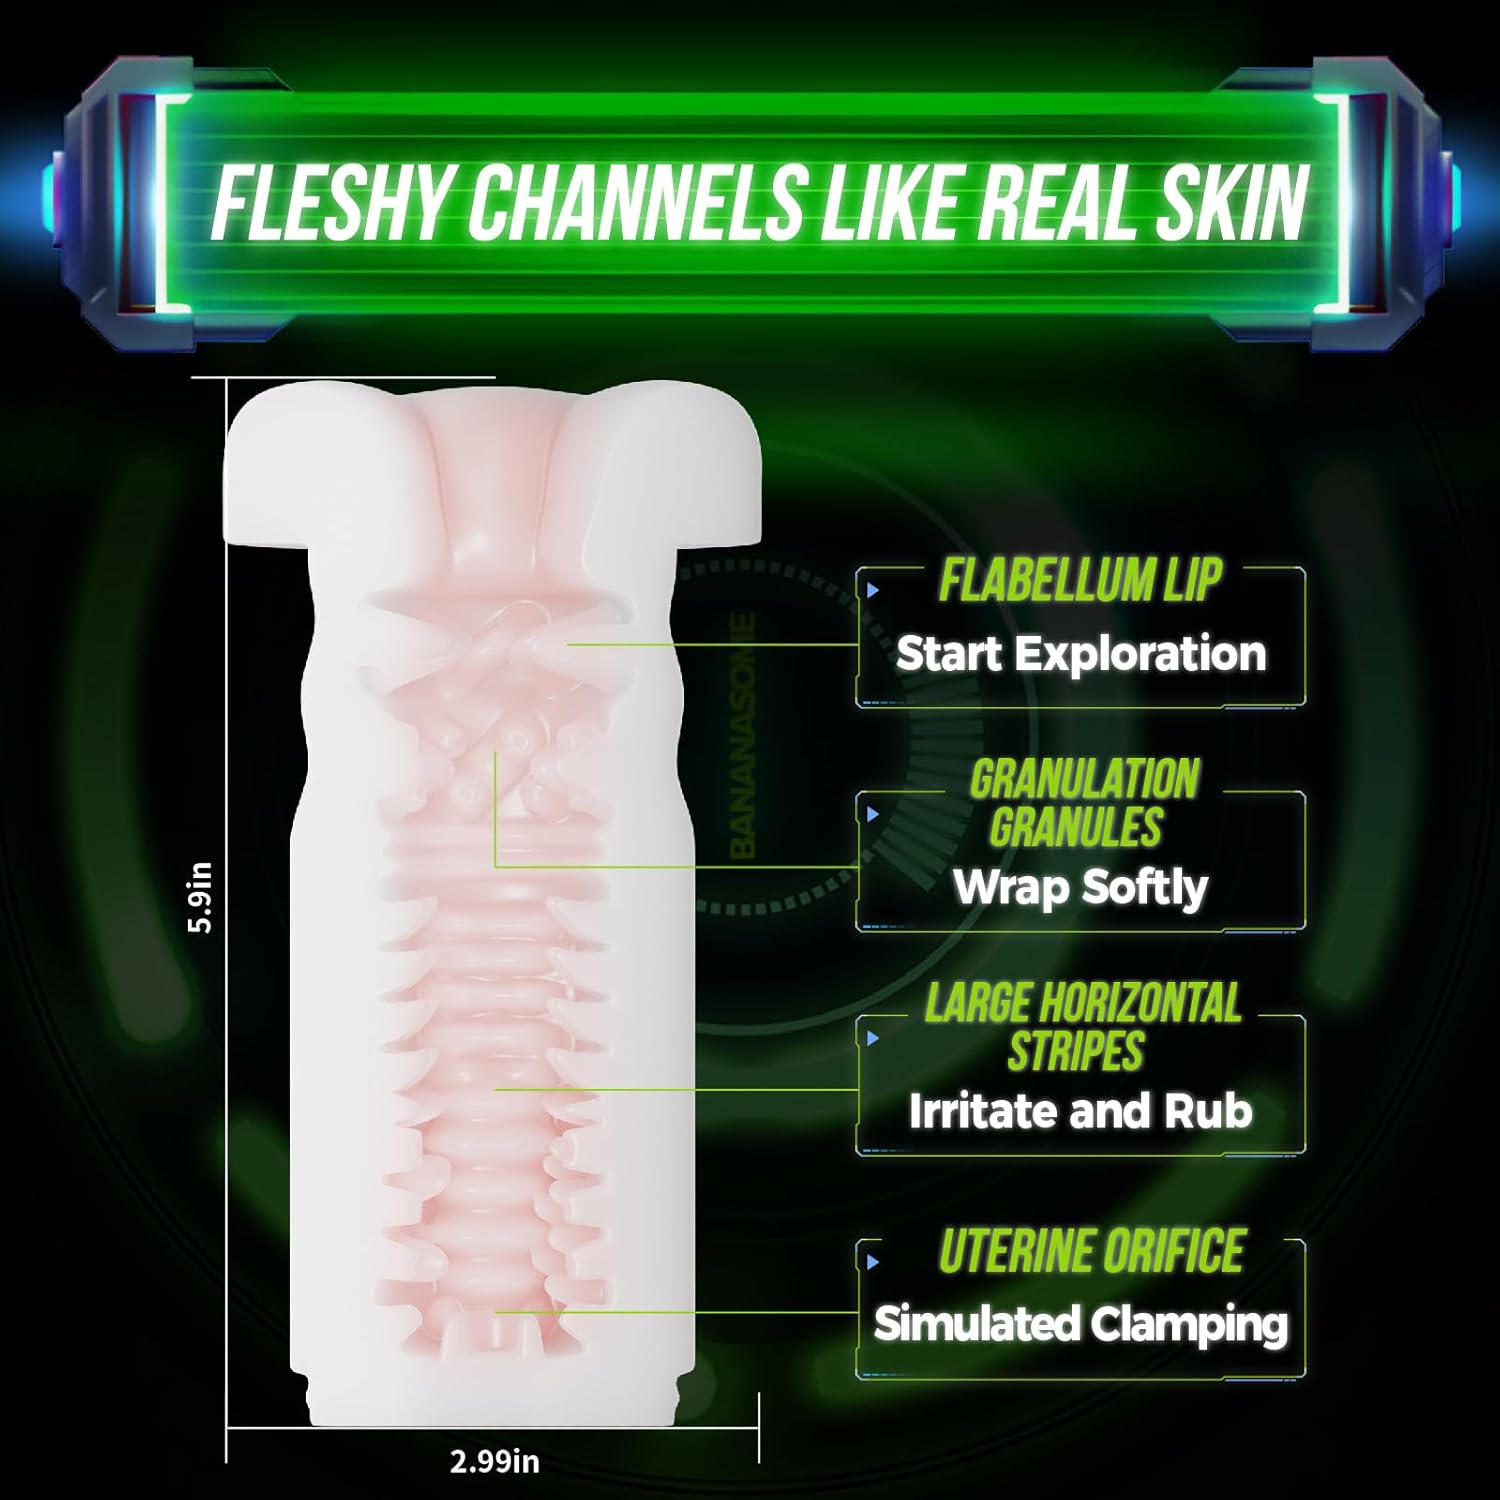 FLESHY CHANNELS LIKE REAL SKIN
FLABELLUM LIP
Start Exploration
GRANULATION
GRANULES
Wrap Softly
LARGE HORIZONTAL
STRIPES
Irritate and Rub
UTERINE ORIFICE
Simulated Clamping
BANANASOME
5.9in
2.99in